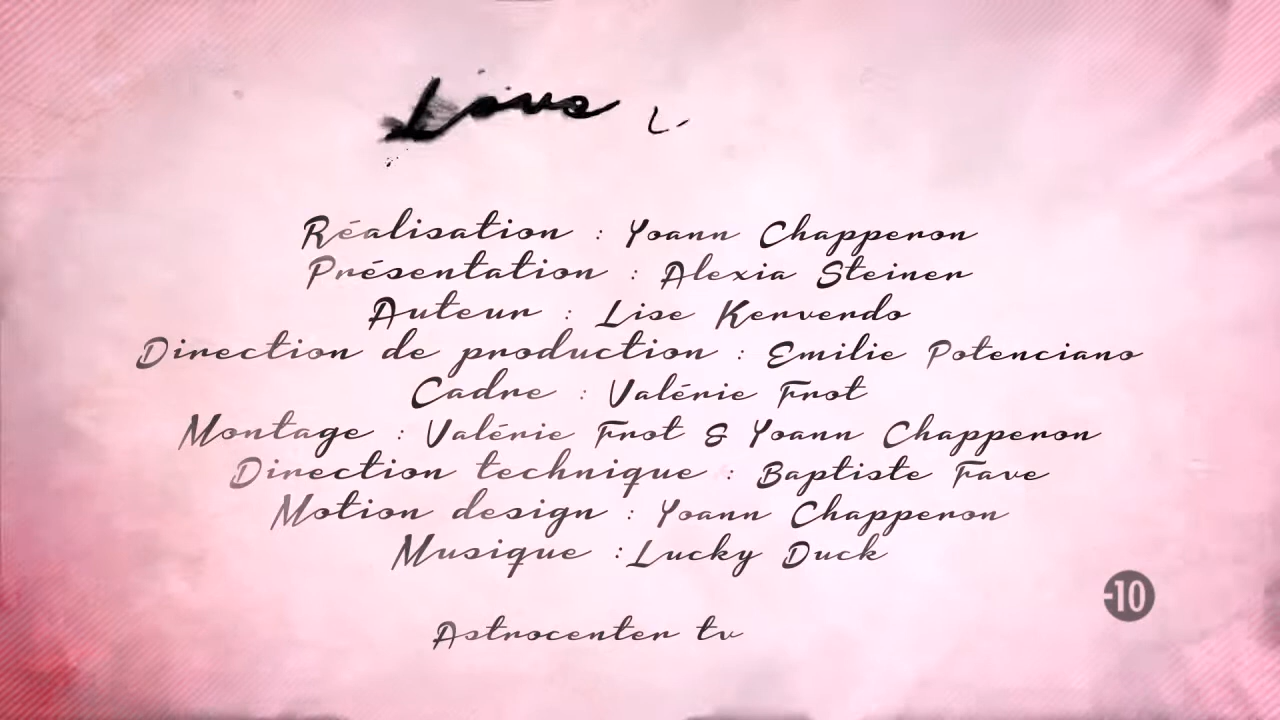 Love L
Réalisation : Yoann Chapperon
Présentation : Alexia Steiner
Auteur : Lise Kerverdo
Direction de production : Emilie Potenciano
Cadre : Valérie Frot
Montage : Valérie Frot & Yoann Chapperon
Direction technique : Baptiste Fave
Motion design : Yoann Chapperon
Musique : Lucky Duck
-10
Astrocenter tv